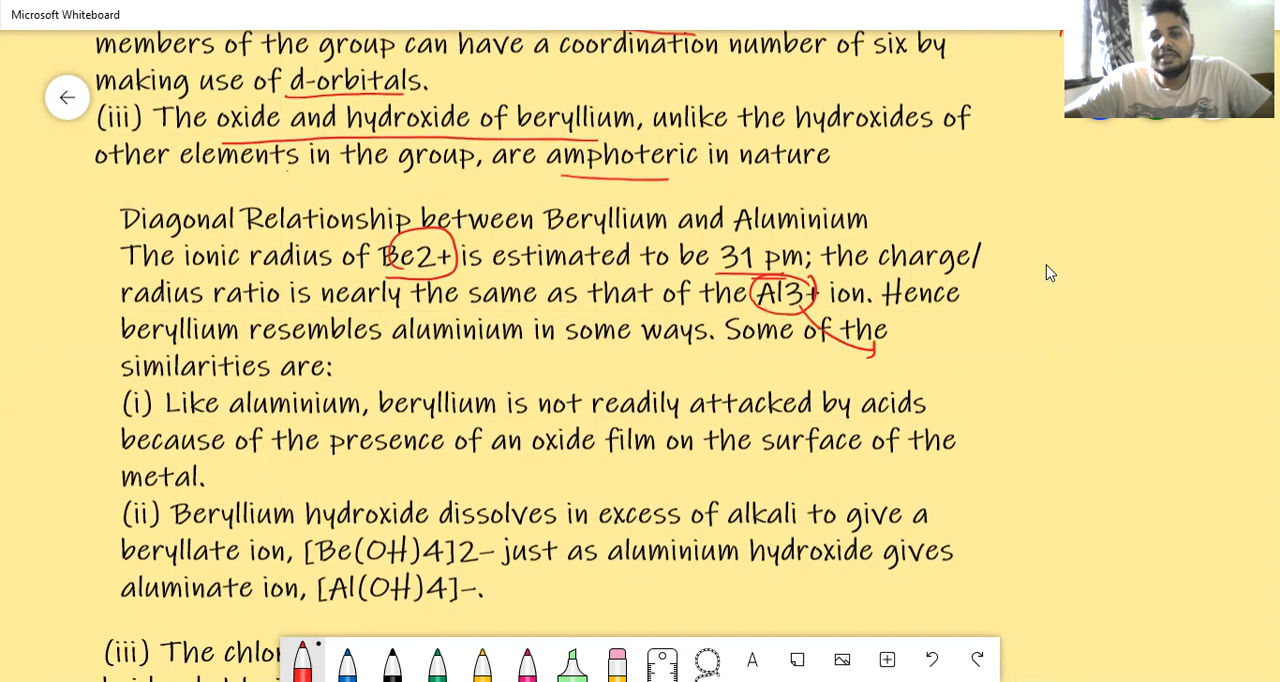 Microsoft Whiteboard
members of the group can have a coordination number of six by
making use of d-orbitals.
(iii) The oxide and hydroxide of beryllium, unlike the hydroxides of
other elements in the group, are amphoteric in nature
Diagonal Relationship between Beryllium and Aluminium
The ionic radius of Be2+ is estimated to be 31 pm; the charge/
radius ratio is nearly the same as that of the Al3+ ion. Hence
beryllium resembles aluminium in some ways. Some of the
similarities are:
(i) Like aluminium, beryllium is not readily attacked by acids
because of the presence of an oxide film on the surface of the
metal.
(ii) Beryllium hydroxide dissolves in excess of alkali to give a
beryllate ion, [Be(OH)4]2– just as aluminium hydroxide gives
aluminate ion, [Al(OH)4]–.
(iii) The
A